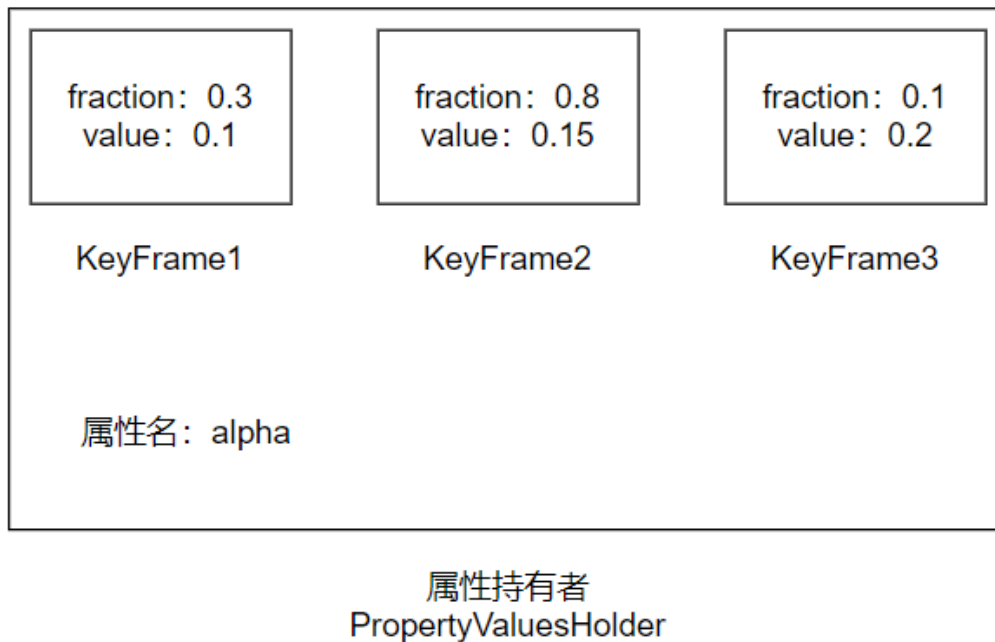 fraction：0.3
value：0.1
KeyFrame1
fraction：0.8
value：0.15
KeyFrame2
fraction：0.1
value：0.2
KeyFrame3
属性名：alpha
属性持有者
PropertyValuesHolder